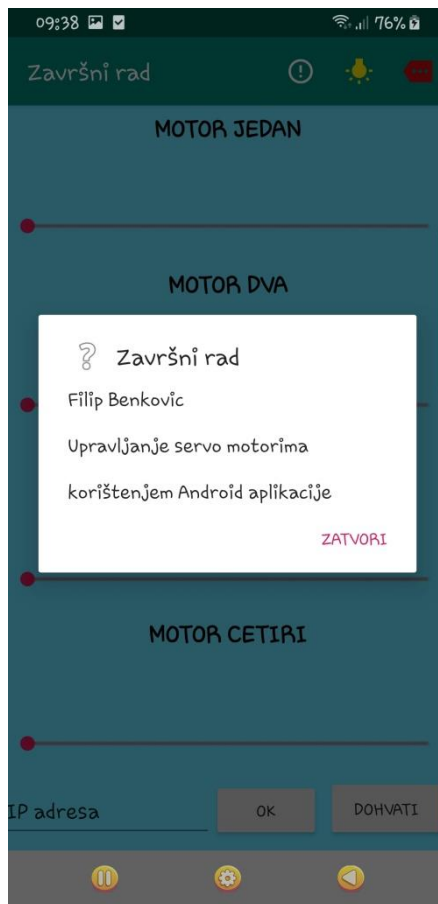 09:38
76%
Završni rad
MOTOR JEDAN
MOTOR DVA
Završni rad
Filip Benkovic
Upravljanje servo motorima
korištenjem Android aplikacije
ZATVORI
MOTOR CETIRI
IP adresa
OK
DOHVATI